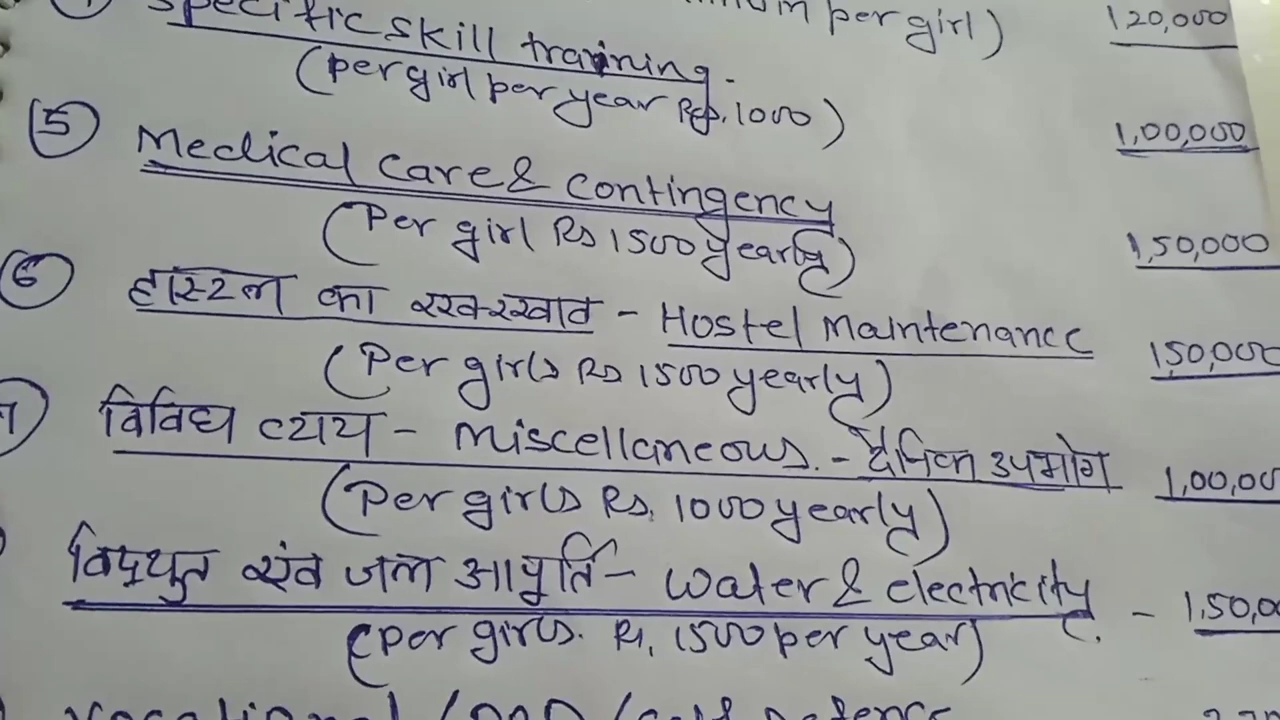 per girl) 120,000
Specific skill training.
(per girl per year Rs. 1000) 1,00,000
5 Medical care & contingency
(Per girl Rs 1500 yearly) 1,50,000
6 हास्टल का रखरखाव - Hostel Maintenance
(Per girls Rs 1500 yearly) 150,000
विविध व्यय - Miscellaneous. - दैनिक उपभोग
(Per girls Rs. 1000 yearly) 1,00,00
विद्युत एंव जल आपूर्ति - water & electricity
(per girls. Rs. 1500 per year) - 1,50,00